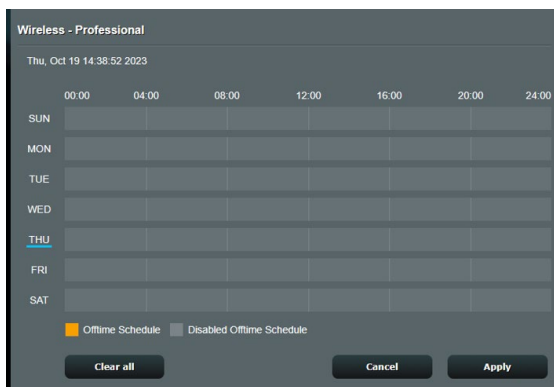 Wireless - Professional
Thu, Oct 19 14:38:52 2023
00:00 04:00 08:00 12:00 16:00 20:00 24:00
SUN
MON
TUE
WED
THU
FRI
SAT
Offtime Schedule Disabled Offtime Schedule
Clear all Cancel Apply